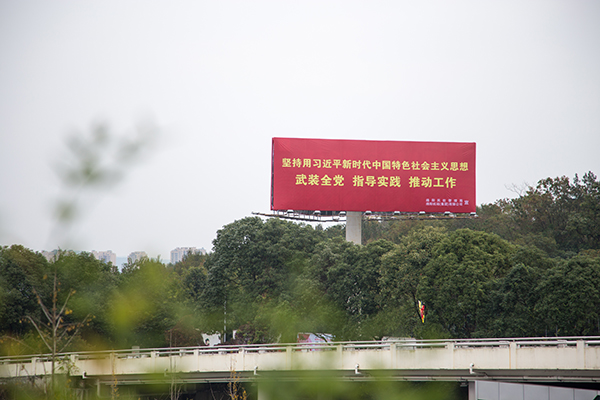 坚持用习近平新时代中国特色社会主义思想
武装全党 指导实践 推动工作